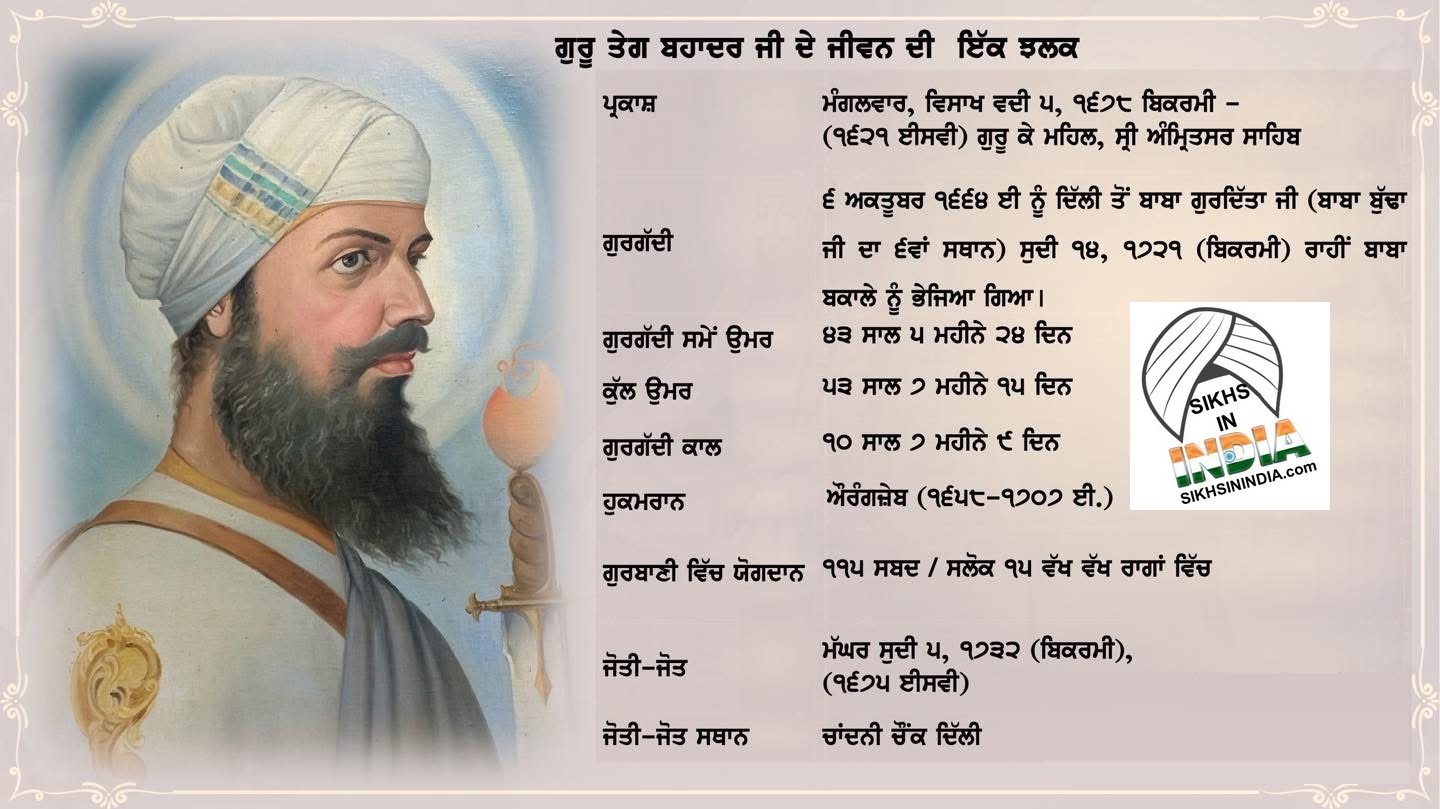 ਗੁਰੂ ਤੇਗ ਬਹਾਦਰ ਜੀ ਦੇ ਜੀਵਨ ਦੀ ਇੱਕ ਝਲਕ
ਪ੍ਰਕਾਸ਼ ਮੰਗਲਵਾਰ, ਵਿਸਾਖ ਵਦੀ ੫, ੧੬੭੮ ਬਿਕਰਮੀ –
(੧੬੨੧ ਈਸਵੀ) ਗੁਰੂ ਕੇ ਮਹਿਲ, ਸ੍ਰੀ ਅੰਮ੍ਰਿਤਸਰ ਸਾਹਿਬ
੬ ਅਕਤੂਬਰ ੧੬੬੪ ਈ ਨੂੰ ਦਿੱਲੀ ਤੋਂ ਬਾਬਾ ਗੁਰਦਿੱਤਾ ਜੀ (ਬਾਬਾ ਬੁੱਢਾ
ਗੁਰਗੱਦੀ ਜੀ ਦਾ ੬ਵਾਂ ਸਥਾਨ) ਸੁਦੀ ੧੪, ੧੭੨੧ (ਬਿਕਰਮੀ) ਰਾਹੀਂ ਬਾਬਾ
ਬਕਾਲੇ ਨੂੰ ਭੇਜਿਆ ਗਿਆ।
ਗੁਰਗੱਦੀ ਸਮੇਂ ਉਮਰ ੪੩ ਸਾਲ ੫ ਮਹੀਨੇ ੨੪ ਦਿਨ
ਕੁੱਲ ਉਮਰ ੫੩ ਸਾਲ ੭ ਮਹੀਨੇ ੧੫ ਦਿਨ
ਗੁਰਗੱਦੀ ਕਾਲ ੧੦ ਸਾਲ ੭ ਮਹੀਨੇ ੯ ਦਿਨ
ਹੁਕਮਰਾਨ ਔਰੰਗਜ਼ੇਬ (੧੬੫੮–੧੭੦੭ ਈ.)
ਗੁਰਬਾਣੀ ਵਿੱਚ ਯੋਗਦਾਨ ੧੧੫ ਸਬਦ / ਸਲੋਕ ੧੫ ਵੱਖ ਵੱਖ ਰਾਗਾਂ ਵਿੱਚ
ਜੋਤੀ–ਜੋਤ ਮੱਘਰ ਸੁਦੀ ੫, ੧੭੩੨ (ਬਿਕਰਮੀ),
(੧੬੭੫ ਈਸਵੀ)
ਜੋਤੀ–ਜੋਤ ਸਥਾਨ ਚਾਂਦਨੀ ਚੌਂਕ ਦਿੱਲੀ
SIKHS
IN
INDIA
SIKHSININDIA.com